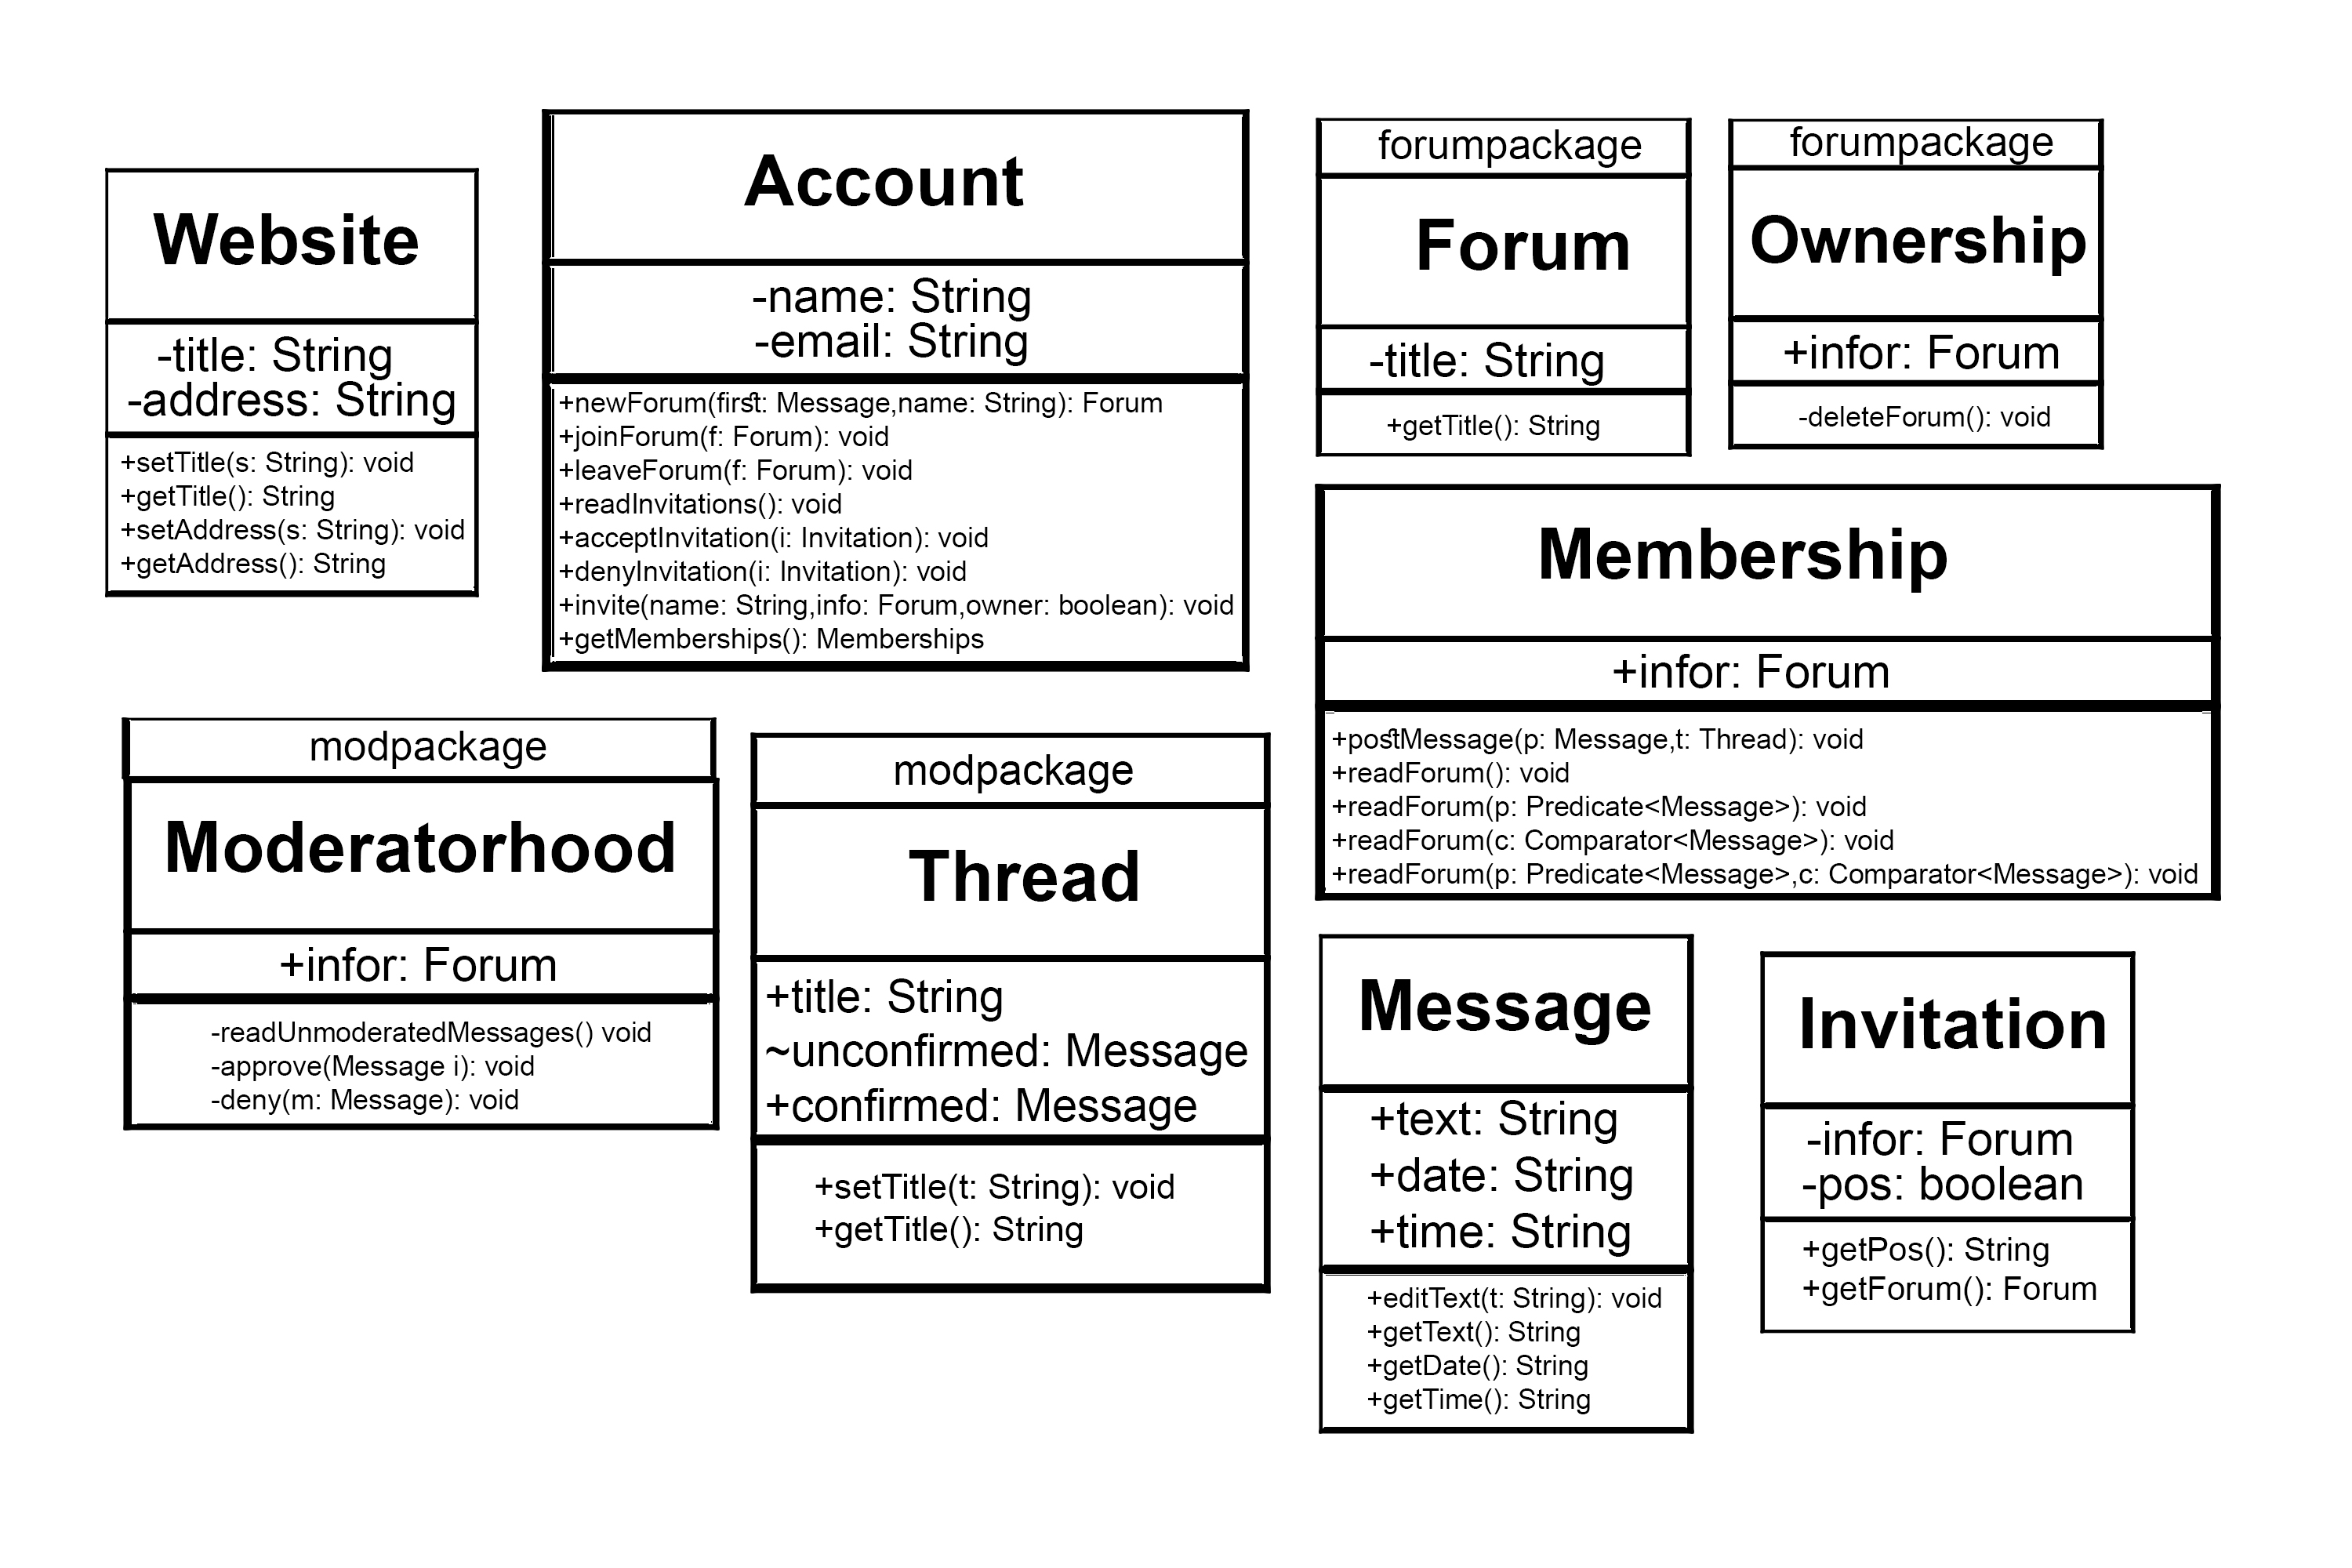 Website
-title: String
-address: String
+setTitle(s: String): void
+getTitle(): String
+setAddress(s: String): void
+getAddress(): String
Account
-name: String
-email: String
+newForum(first: Message,name: String): Forum
+joinForum(f: Forum): void
+leaveForum(f: Forum): void
+readInvitations(): void
+acceptInvitation(i: Invitation): void
+denyInvitation(i: Invitation): void
+invite(name: String,info: Forum,owner: boolean): void
+getMemberships(): Memberships
forumpackage
Forum
-title: String
+getTitle(): String
forumpackage
Ownership
+infor: Forum
-deleteForum(): void
Membership
+infor: Forum
+postMessage(p: Message,t: Thread): void
+readForum(): void
+readForum(p: Predicate<Message>): void
+readForum(c: Comparator<Message>): void
+readForum(p: Predicate<Message>,c: Comparator<Message>): void
modpackage
Moderatorhood
+infor: Forum
-readUnmoderatedMessages() void
-approve(Message i): void
-deny(m: Message): void
modpackage
Thread
+title: String
~unconfirmed: Message
+confirmed: Message
+setTitle(t: String): void
+getTitle(): String
Message
+text: String
+date: String
+time: String
+editText(t: String): void
+getText(): String
+getDate(): String
+getTime(): String
Invitation
-infor: Forum
-pos: boolean
+getPos(): String
+getForum(): Forum